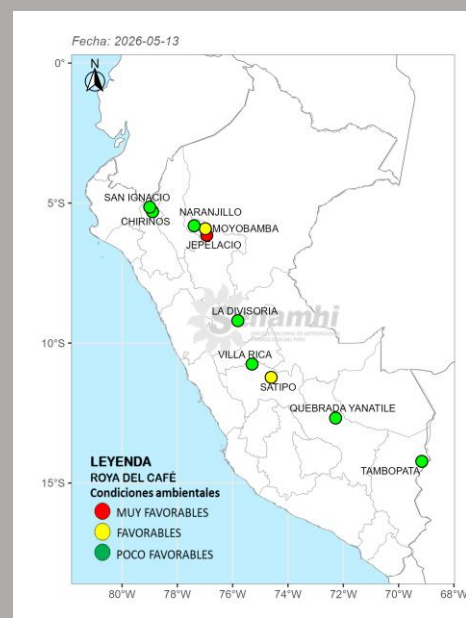 Fecha: 2026-05-13
N
0°
SAN IGNACIO
5°S
CHIRINOS
NARANJILLO
MOYOBAMBA
JEPELACIO
LA DIVISORIA
Senamhi
10°S
VILLA RICA
SATIPO
QUEBRADA YANATILE
TAMBOPATA
15°S
LEYENDA
ROYA DEL CAFÉ
Condiciones ambientales
MUY FAVORABLES
FAVORABLES
POCO FAVORABLES
80°W 78°W 76°W 74°W 72°W 70°W 68°W